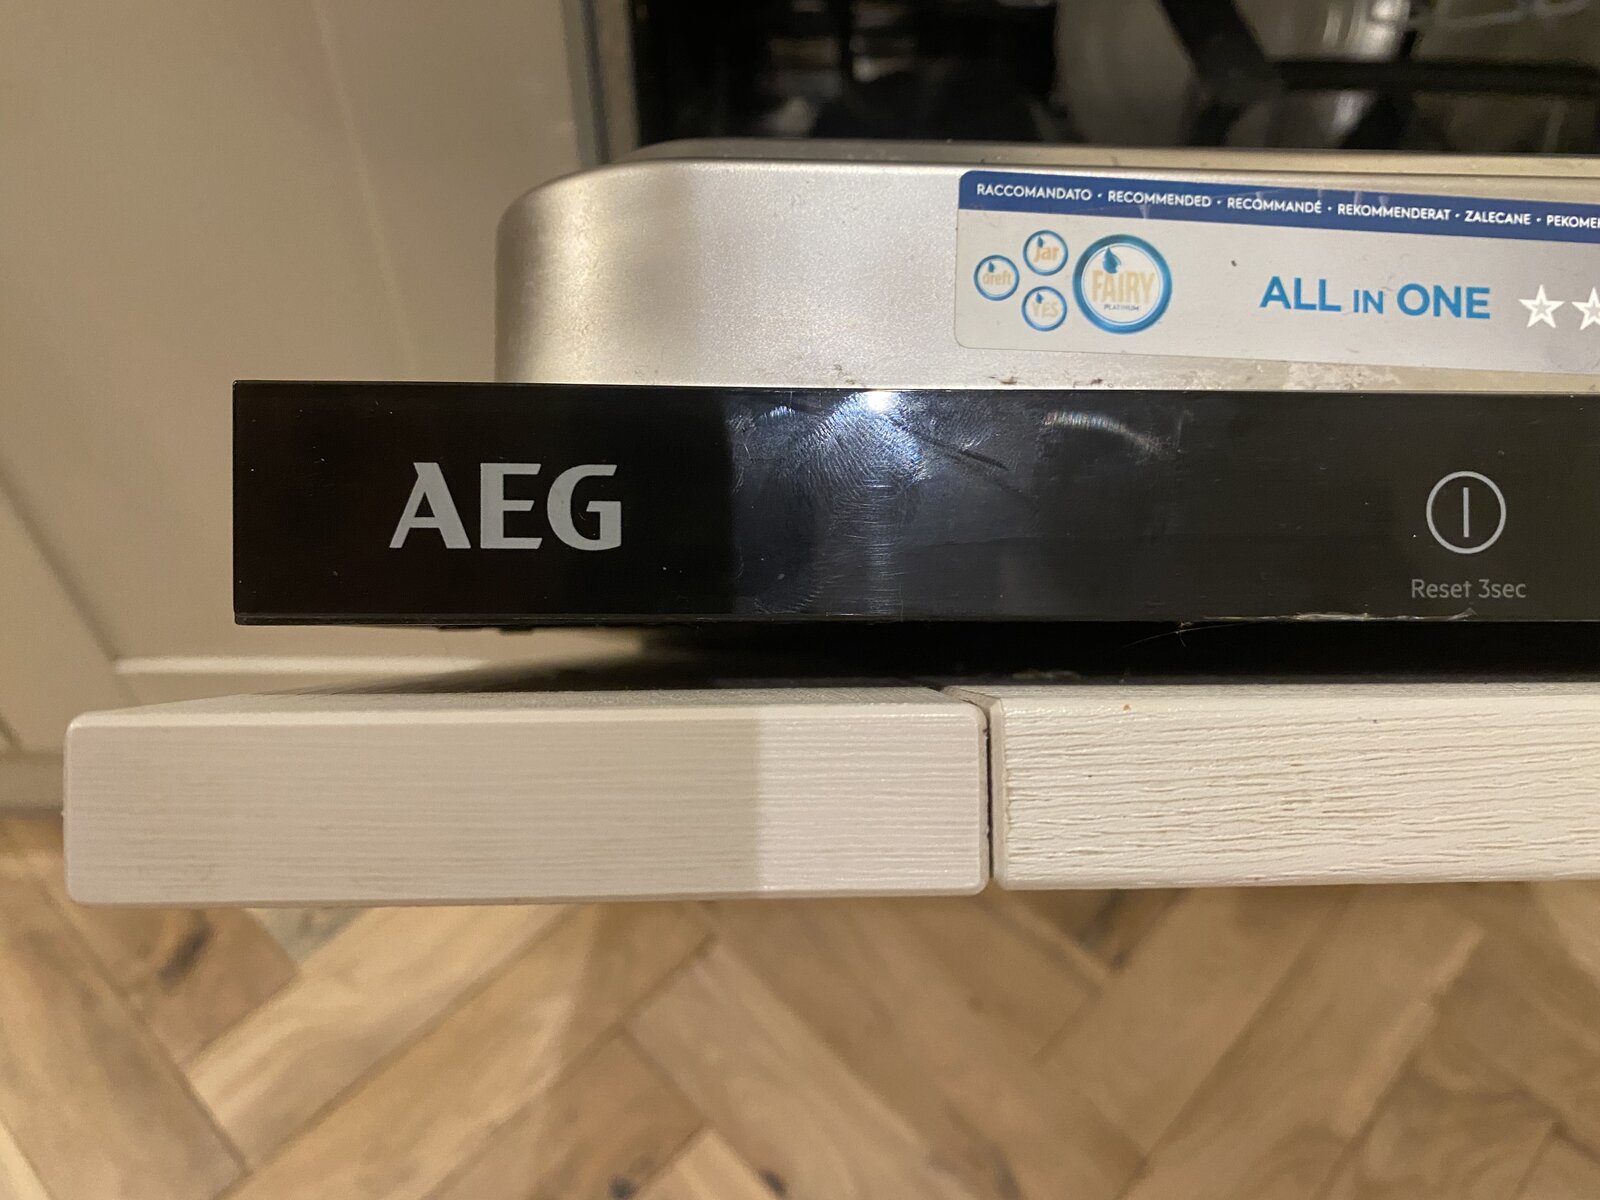 RACCOMANDATO • RECOMMENDED • RECOMMANDÉ • REKOMMENDERAT • ZALECANE •
dreft
jar
YES
FAIRY
PLATINUM
ALL IN ONE
AEG
Reset 3sec